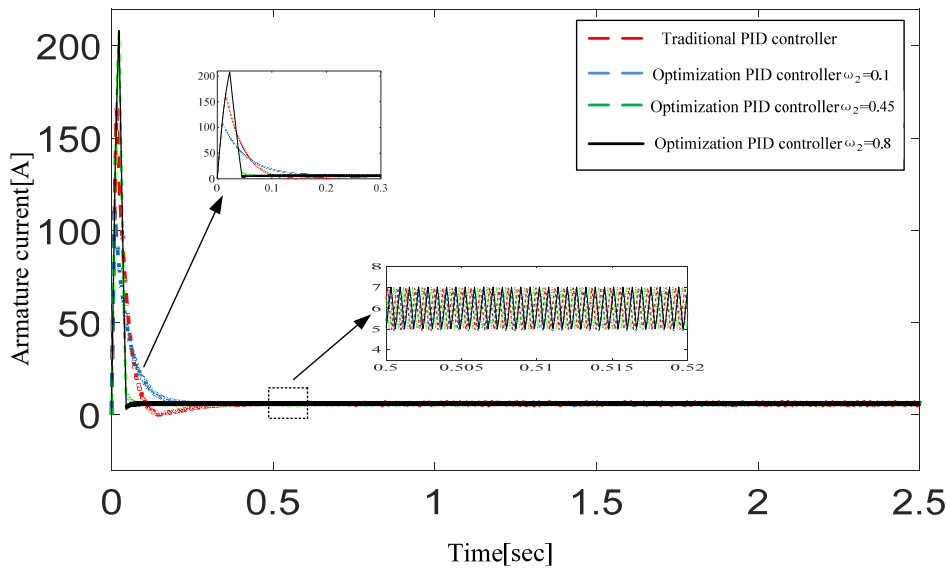 200
150
100
50
0
Armature current[A]
0 0.5 1 1.5 2 2.5
Time[sec]
Traditional PID controller
Optimization PID controller ω2=0.1
Optimization PID controller ω2=0.45
Optimization PID controller ω2=0.8
200
150
100
50
0
0 0.1 0.2 0.3
8
7
6
5
4
0.5 0.505 0.51 0.515 0.52